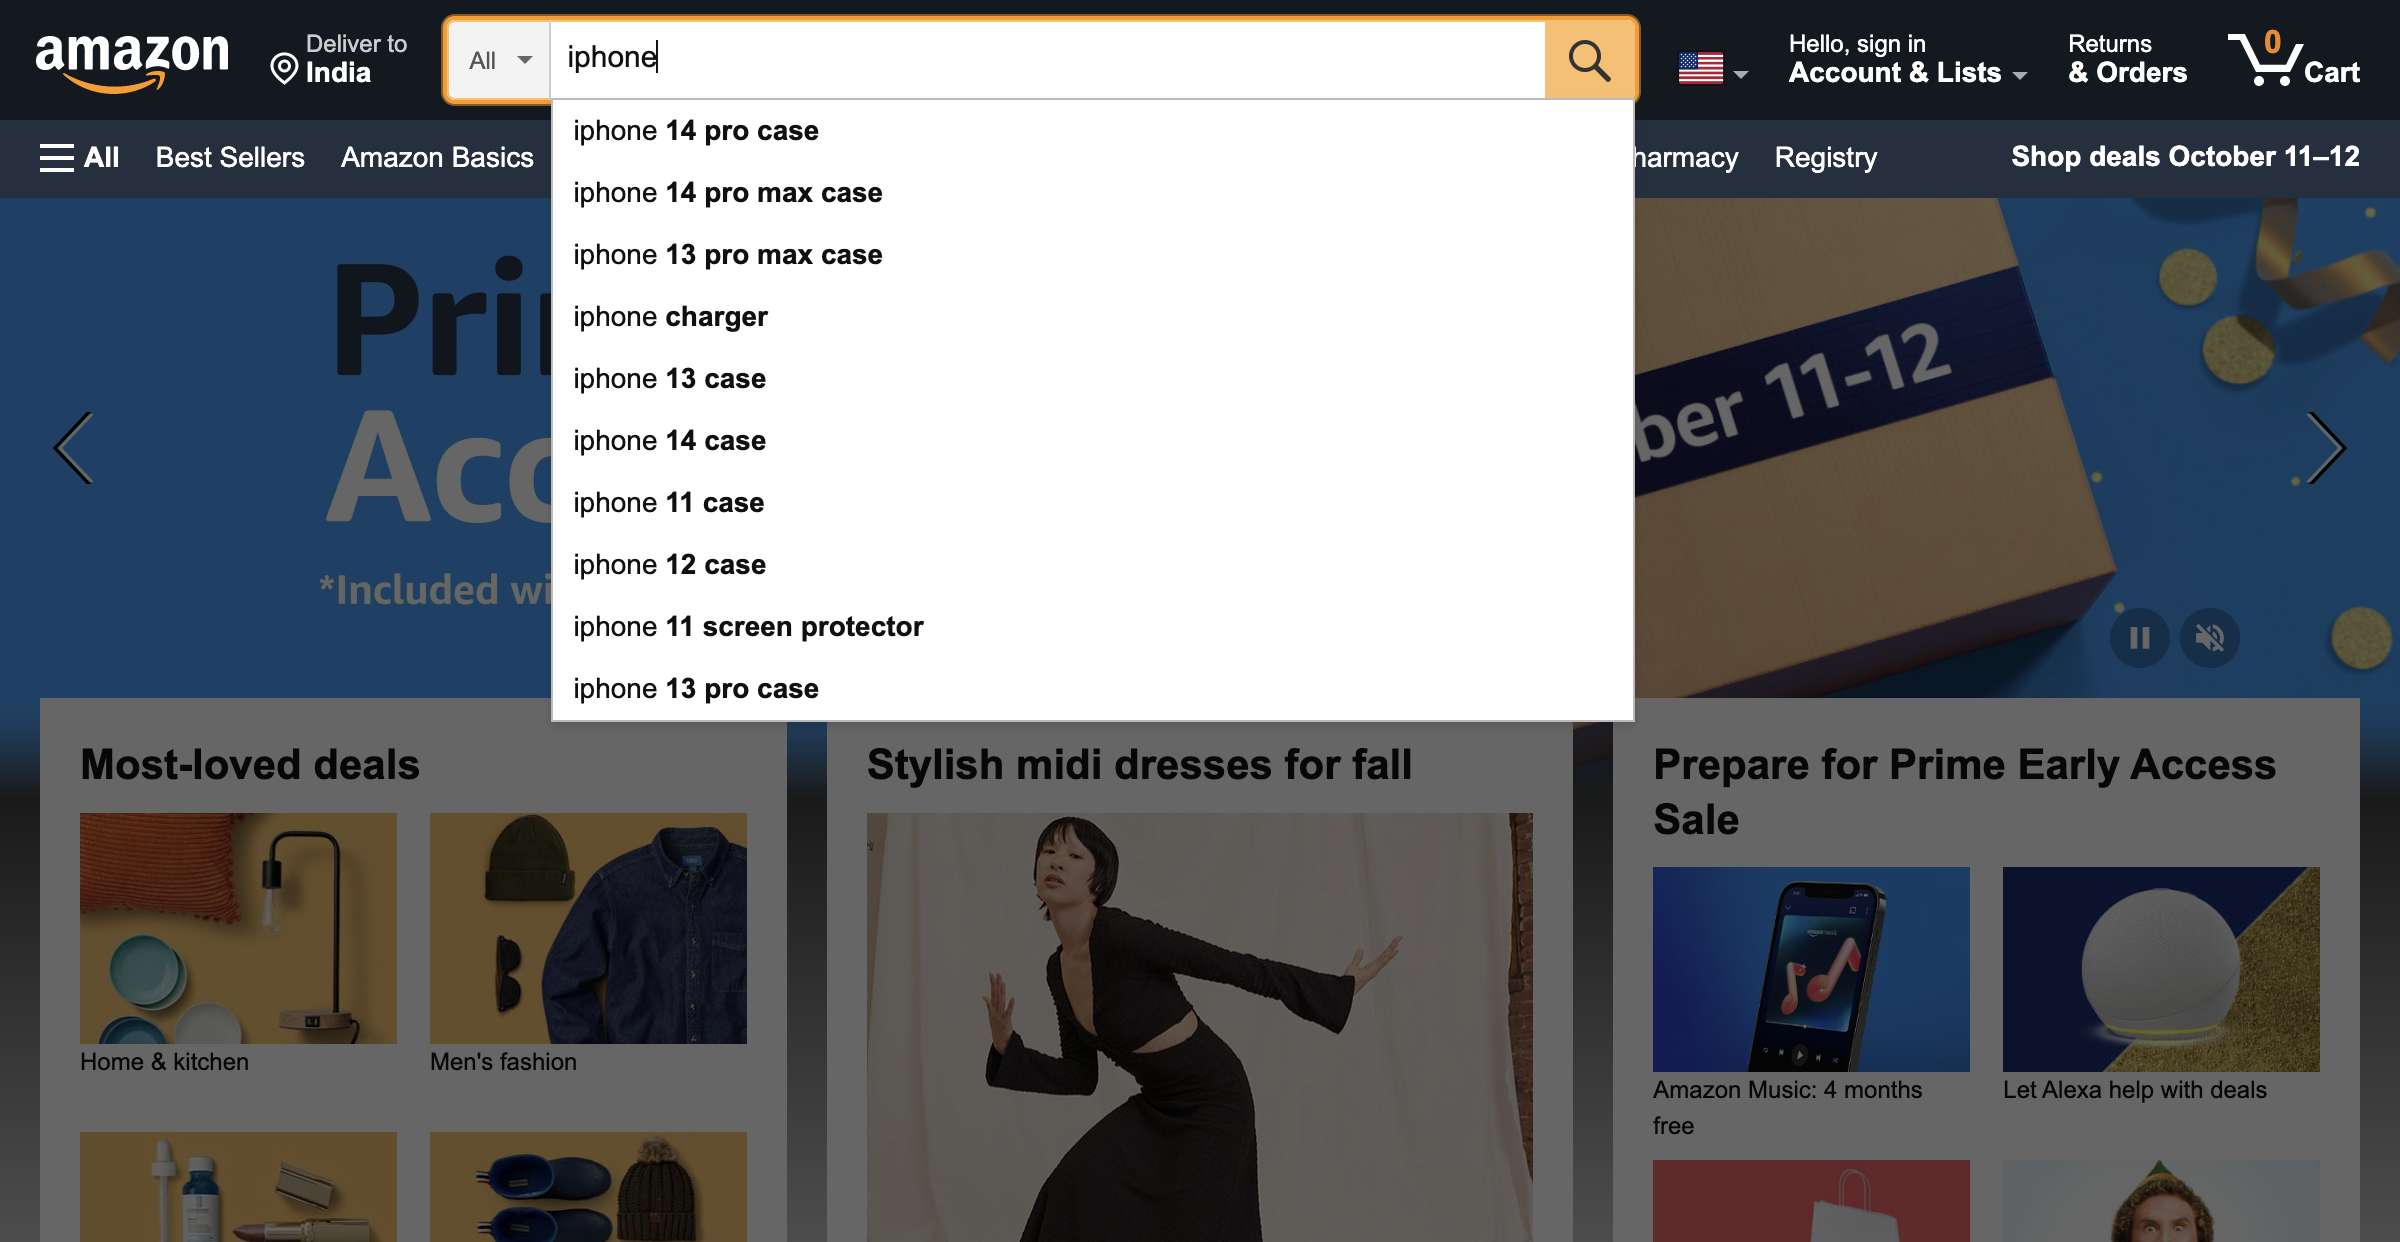 amazon
Deliver to
India
All
iphone
Hello, sign in
Account & Lists
Returns
& Orders
0
Cart
All
Best Sellers
Amazon Basics
harmacy
Registry
Shop deals October 11–12
iphone 14 pro case
iphone 14 pro max case
iphone 13 pro max case
iphone charger
iphone 13 case
iphone 14 case
iphone 11 case
iphone 12 case
iphone 11 screen protector
iphone 13 pro case
Pri
Acc
*Included wi
ber 11-12
Most-loved deals
Home & kitchen
Men's fashion
Stylish midi dresses for fall
Prepare for Prime Early Access
Sale
Amazon Music: 4 months
free
Let Alexa help with deals